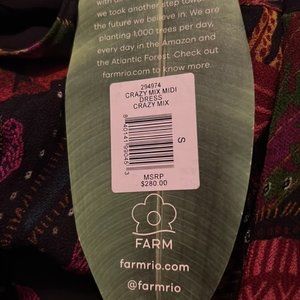 we took another step
the future we believe in. We are
planting 1,000 trees per day,
every day in the Amazon and
the Atlantic Forest. Check out
farmrio.com to know more.
294974
CRAZY MIX MIDI
DRESS
CRAZY MIX
S
MSRP
$280.00
FARM
farmrio.com
@farmrio